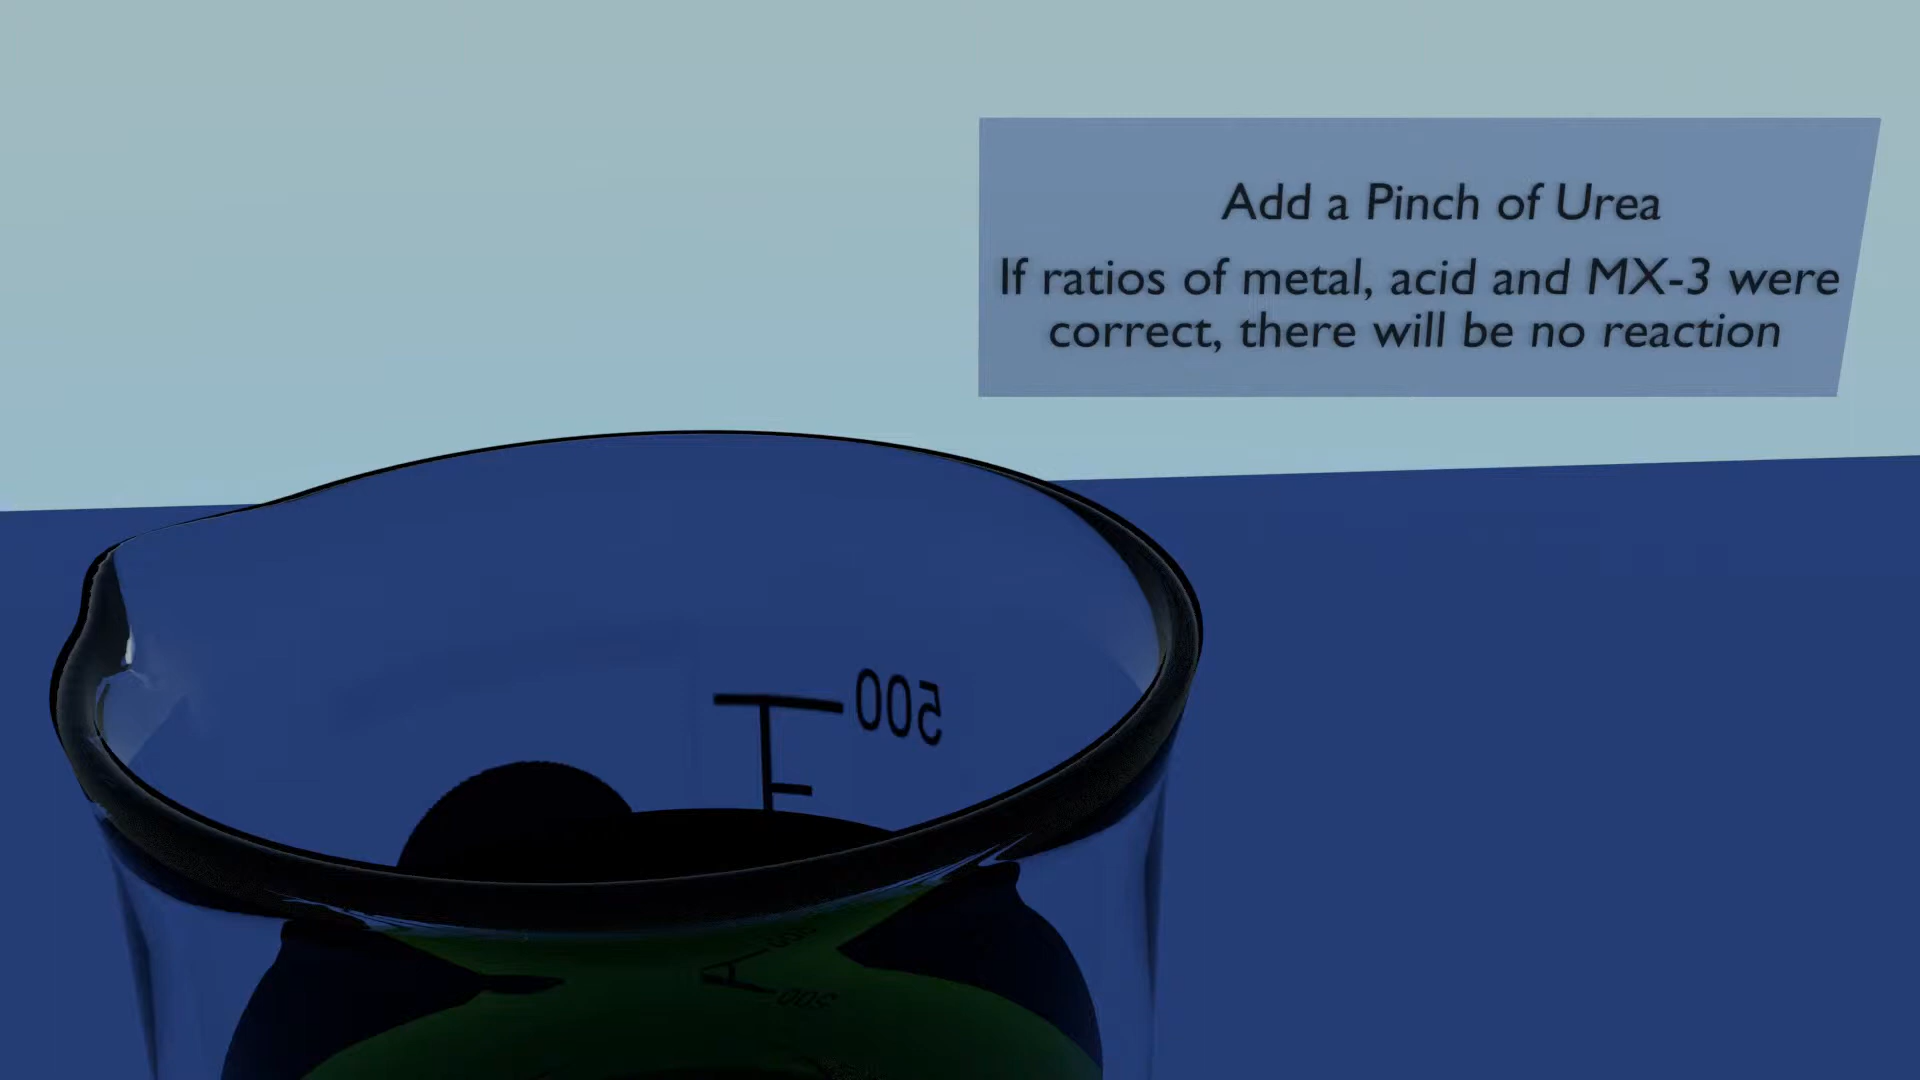 Add a Pinch of Urea
If ratios of metal, acid and MX-3 were
correct, there will be no reaction
500
500